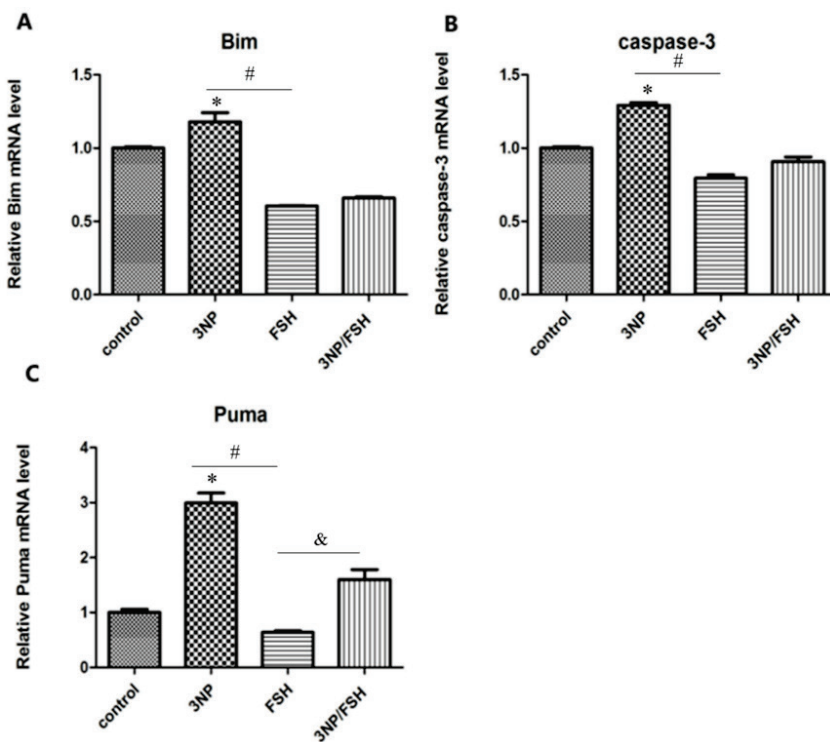 A
Bim
Relative Bim mRNA level
1.5
1.0
0.5
0.0
#
*
control
3NP
FSH
3NP/FSH
B
caspase-3
Relative caspase-3 mRNA level
1.5
1.0
0.5
0.0
#
*
control
3NP
FSH
3NP/FSH
C
Puma
Relative Puma mRNA level
4
3
2
1
0
#
*
&
control
3NP
FSH
3NP/FSH